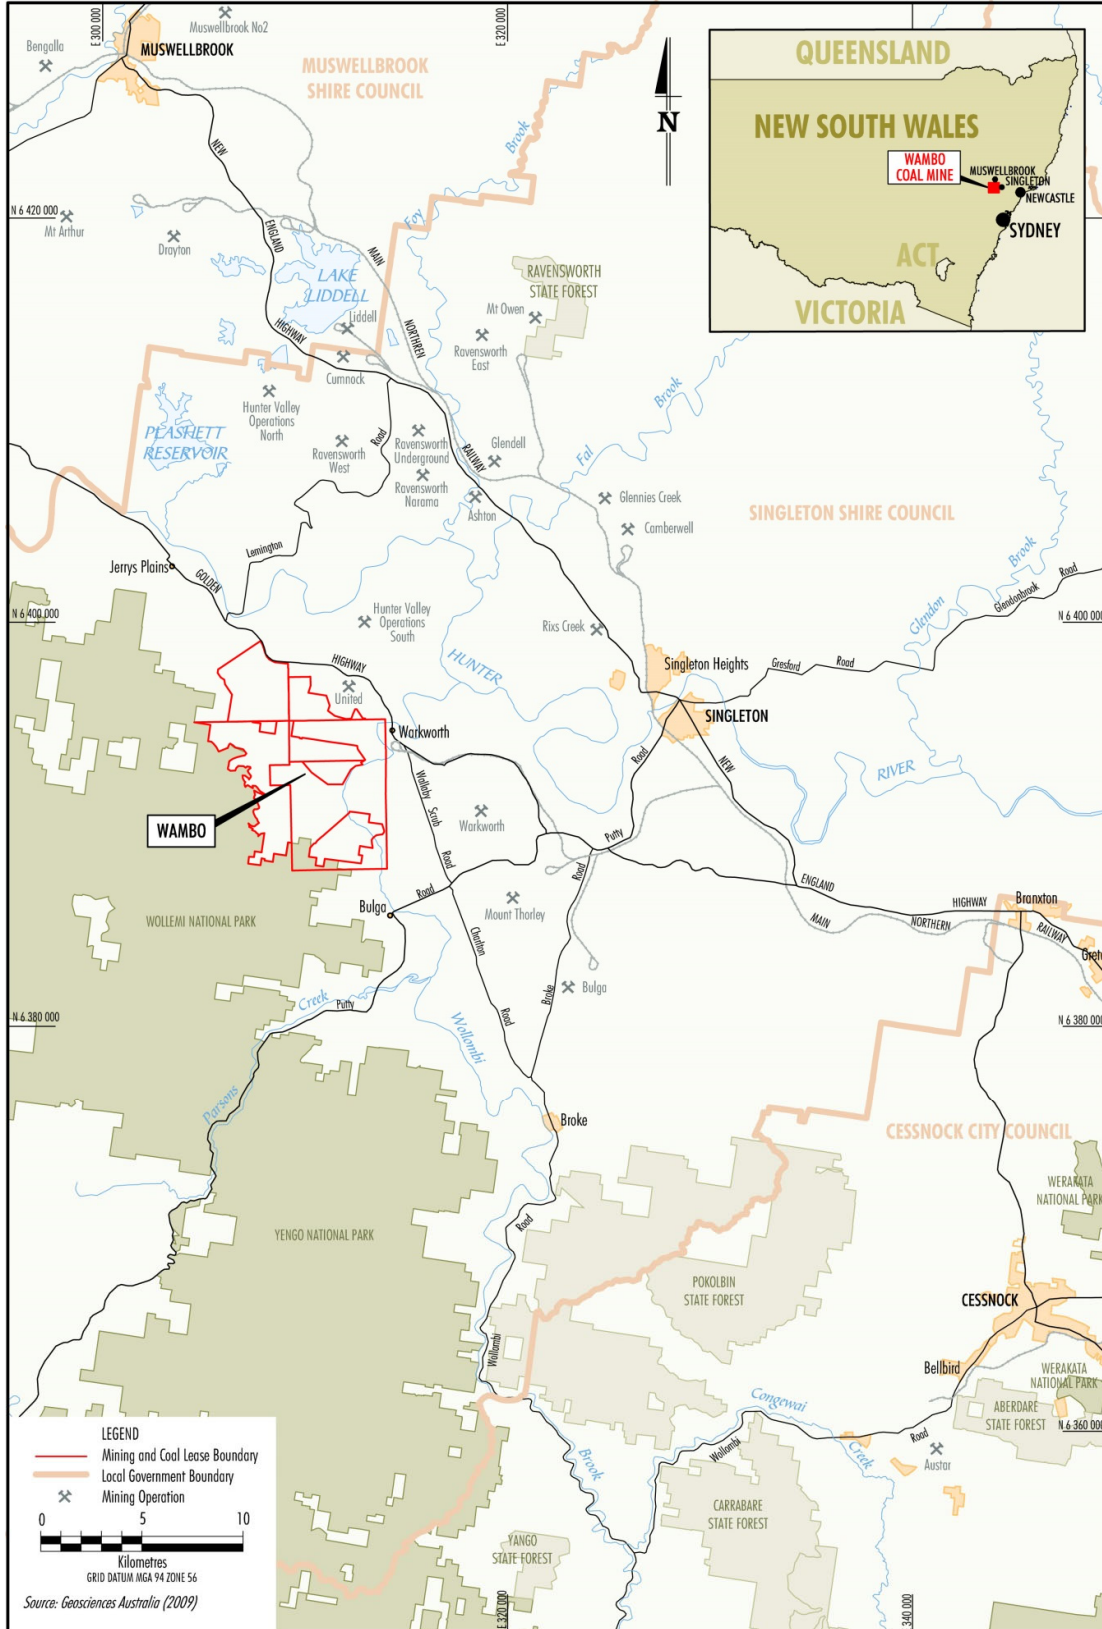 E 300 000
E 320 000
Muswellbrook No2
Bengalla
MUSWELLBROOK
MUSWELLBROOK
SHIRE COUNCIL
N
QUEENSLAND
NEW SOUTH WALES
WAMBO
COAL MINE
MUSWELLBROOK
SINGLETON
NEWCASTLE
SYDNEY
ACT
VICTORIA
NEW
ENGLAND
HIGHWAY
Foy
Brook
N 6 420 000
Mt Arthur
Drayton
MAIN
NORTHREN
RAILWAY
LAKE
LIDDELL
Liddell
RAVENSWORTH
STATE FOREST
Mt Owen
Ravensworth
East
Cumnock
Hunter Valley
Operations
North
PLASHETT
RESERVOIR
Ravensworth
West
Road
Ravensworth
Underground
Ravensworth
Narama
Glendell
Ashton
Fal
Brook
Glennies Creek
Camberwell
SINGLETON SHIRE COUNCIL
Lemington
Jerrys Plains
GOLDEN
HIGHWAY
Glendon
Brook
Glendonbrook
Road
N 6 400 000
N 6 400 000
Hunter Valley
Operations
South
Rixs Creek
HUNTER
RIVER
Singleton Heights
Gresford
Road
United
SINGLETON
Warkworth
WAMBO
Wallaby
Scrub
Road
Warkworth
Road
Putty
NEW
ENGLAND
HIGHWAY
Road
Bulga
Mount Thorley
Road
Broke
Branxton
MAIN
NORTHERN
RAILWAY
Gret
WOLLEMI NATIONAL PARK
Charlton
Road
Bulga
Creek
Putty
Parsons
Wollombi
N 6 380 000
N 6 380 000
Broke
CESSNOCK CITY COUNCIL
WERAKATA
NATIONAL PARK
YENGO NATIONAL PARK
Road
POKOLBIN
STATE FOREST
CESSNOCK
Wollombi
Bellbird
WERAKATA
NATIONAL PARK
ABERDARE
STATE FOREST
Congewai
Creek
N 6 360 000
Road
Wollombi
Austar
Brook
CARRABARE
STATE FOREST
YANGO
STATE FOREST
LEGEND
Mining and Coal Lease Boundary
Local Government Boundary
Mining Operation
0 5 10
Kilometres
GRID DATUM MGA 94 ZONE 56
Source: Geosciences Australia (2009)
E 320 000
340 000